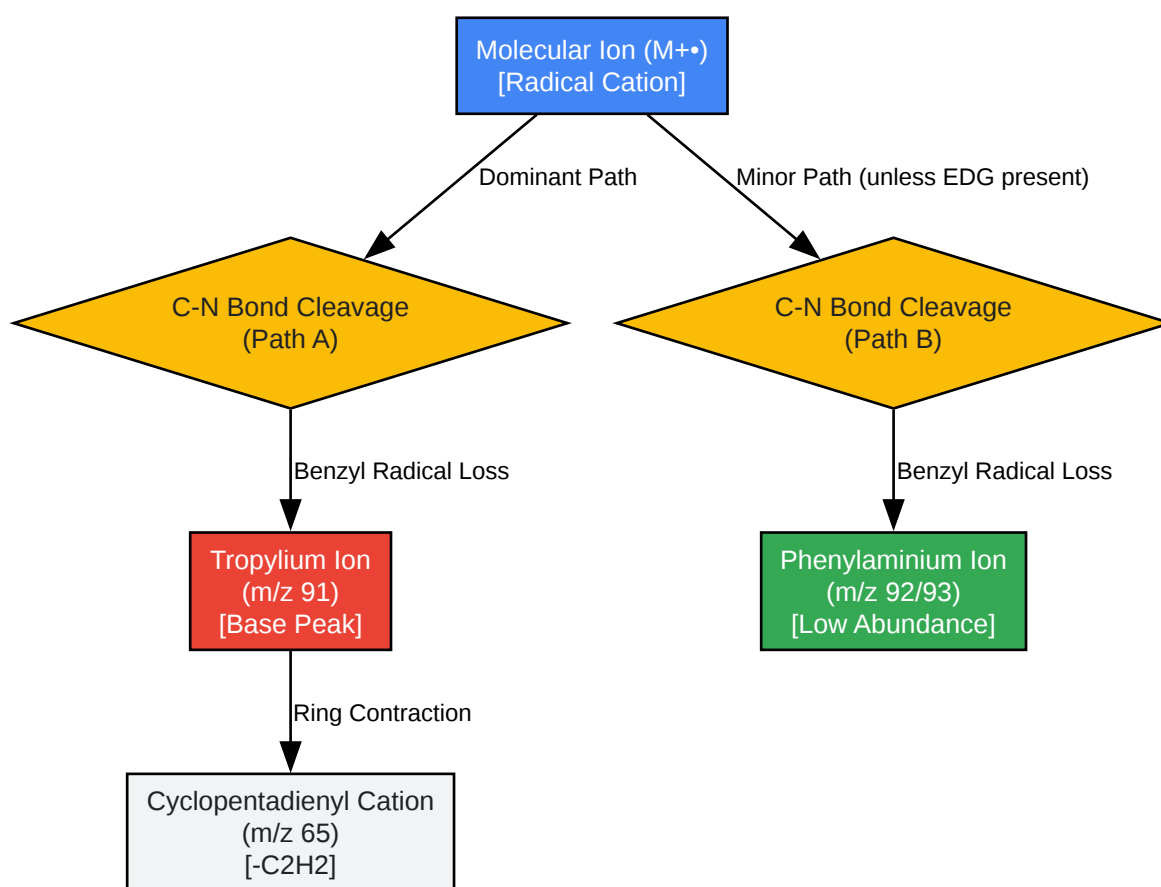 Molecular Ion (M+•)
[Radical Cation]
Dominant Path
Minor Path (unless EDG present)
C-N Bond Cleavage
(Path A)
C-N Bond Cleavage
(Path B)
Benzyl Radical Loss
Benzyl Radical Loss
Tropylium Ion
(m/z 91)
[Base Peak]
Phenylaminium Ion
(m/z 92/93)
[Low Abundance]
Ring Contraction
Cyclopentadienyl Cation
(m/z 65)
[-C2H2]